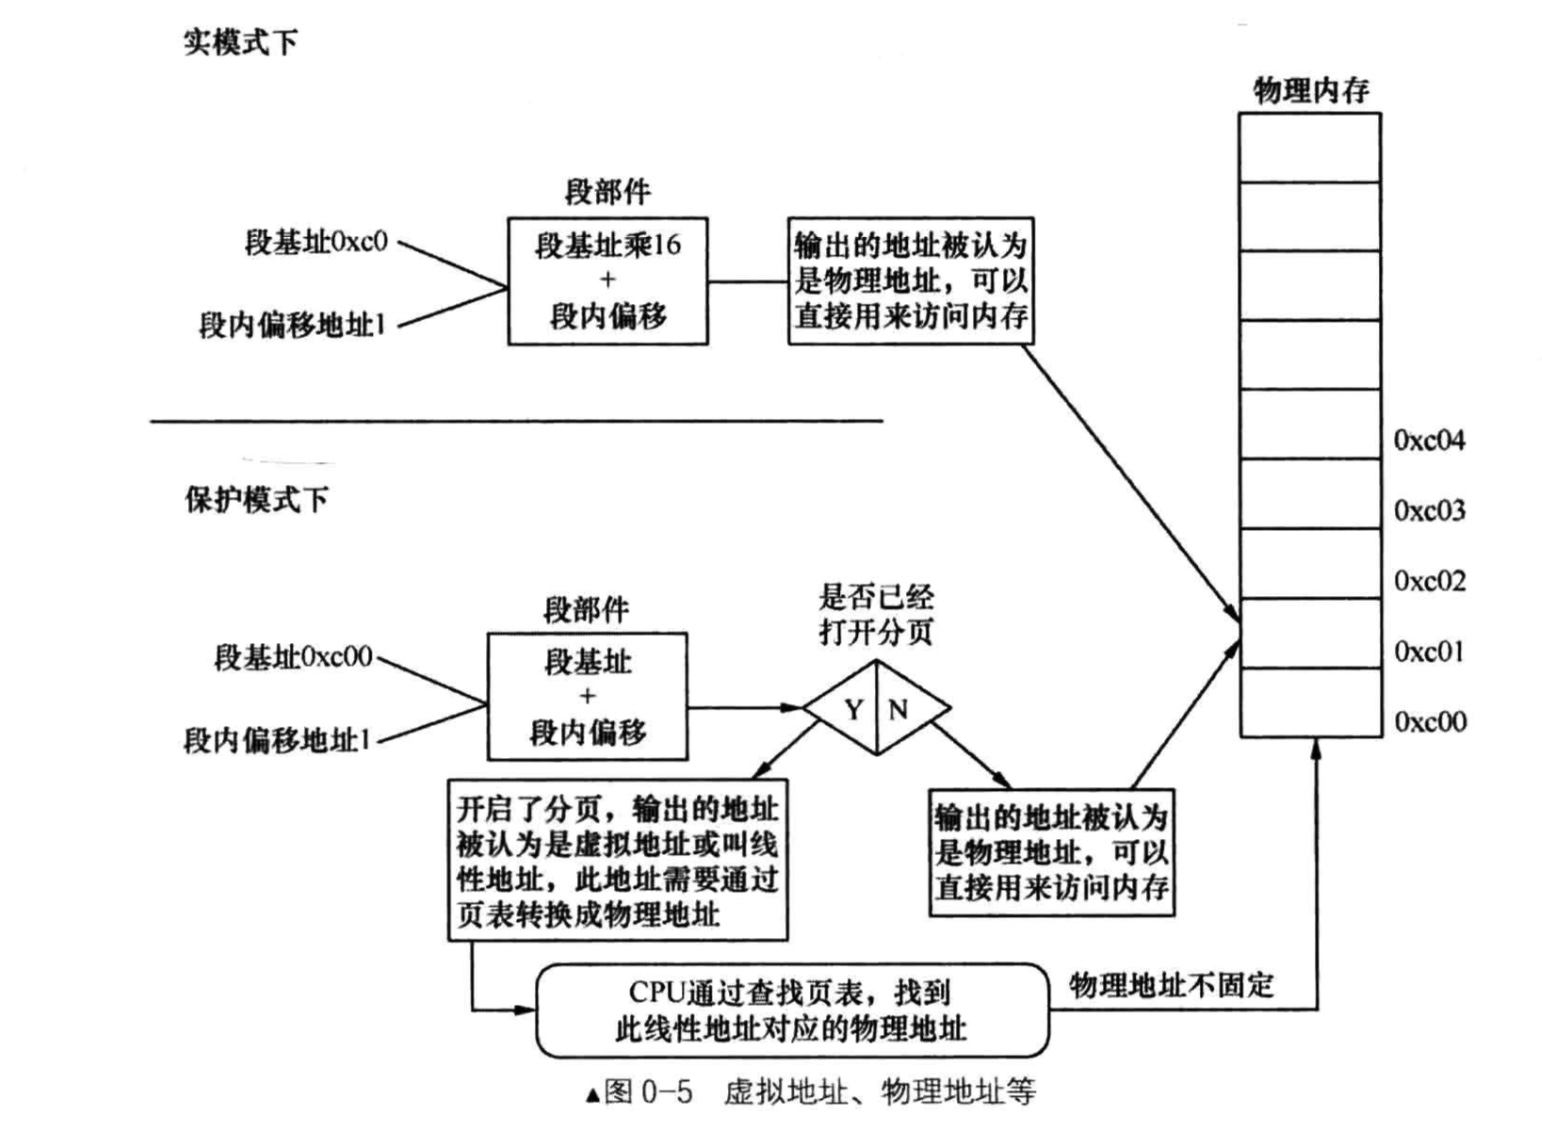 实模式下
物理内存
段部件
段基址0xc0
段内偏移地址1
段基址乘16
+
段内偏移
输出的地址被认为
是物理地址，可以
直接用来访问内存
0xc04
0xc03
0xc02
0xc01
0xc00
保护模式下
段部件
段基址0xc00
段内偏移地址1
段基址
+
段内偏移
是否已经
打开分页
Y N
开启了分页，输出的地址
被认为是虚拟地址或叫线
性地址，此地址需要通过
页表转换成物理地址
输出的地址被认为
是物理地址，可以
直接用来访问内存
CPU通过查找页表，找到
此线性地址对应的物理地址
物理地址不固定
▲图 0-5 虚拟地址、物理地址等